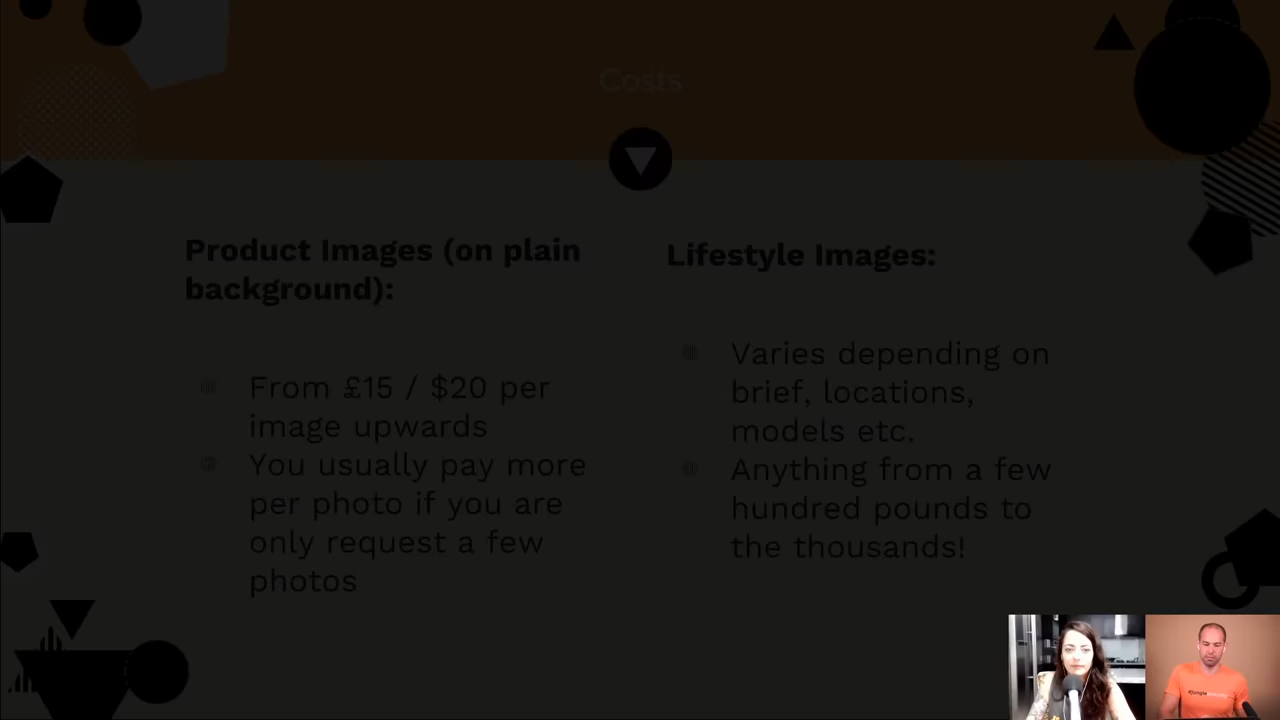 Costs
Product Images (on plain
background):
From £15 / $20 per
image upwards
You usually pay more
per photo if you are
only request a few
photos
Lifestyle Images:
Varies depending on
brief, locations,
models etc.
Anything from a few
hundred pounds to
the thousands!